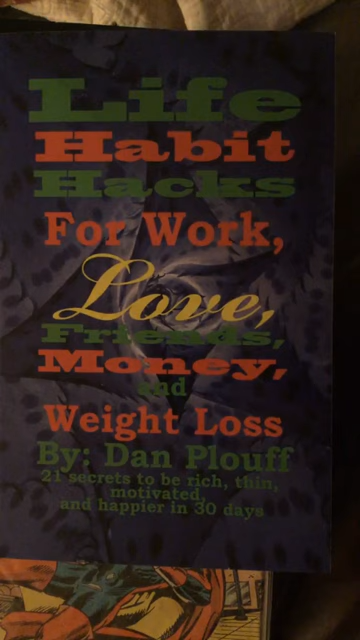 Life
Habit
Hacks
For Work,
Love,
Friends,
Money,
and
Weight Loss
By: Dan Plouff
21 secrets to be rich, thin,
motivated,
and happier in 30 days